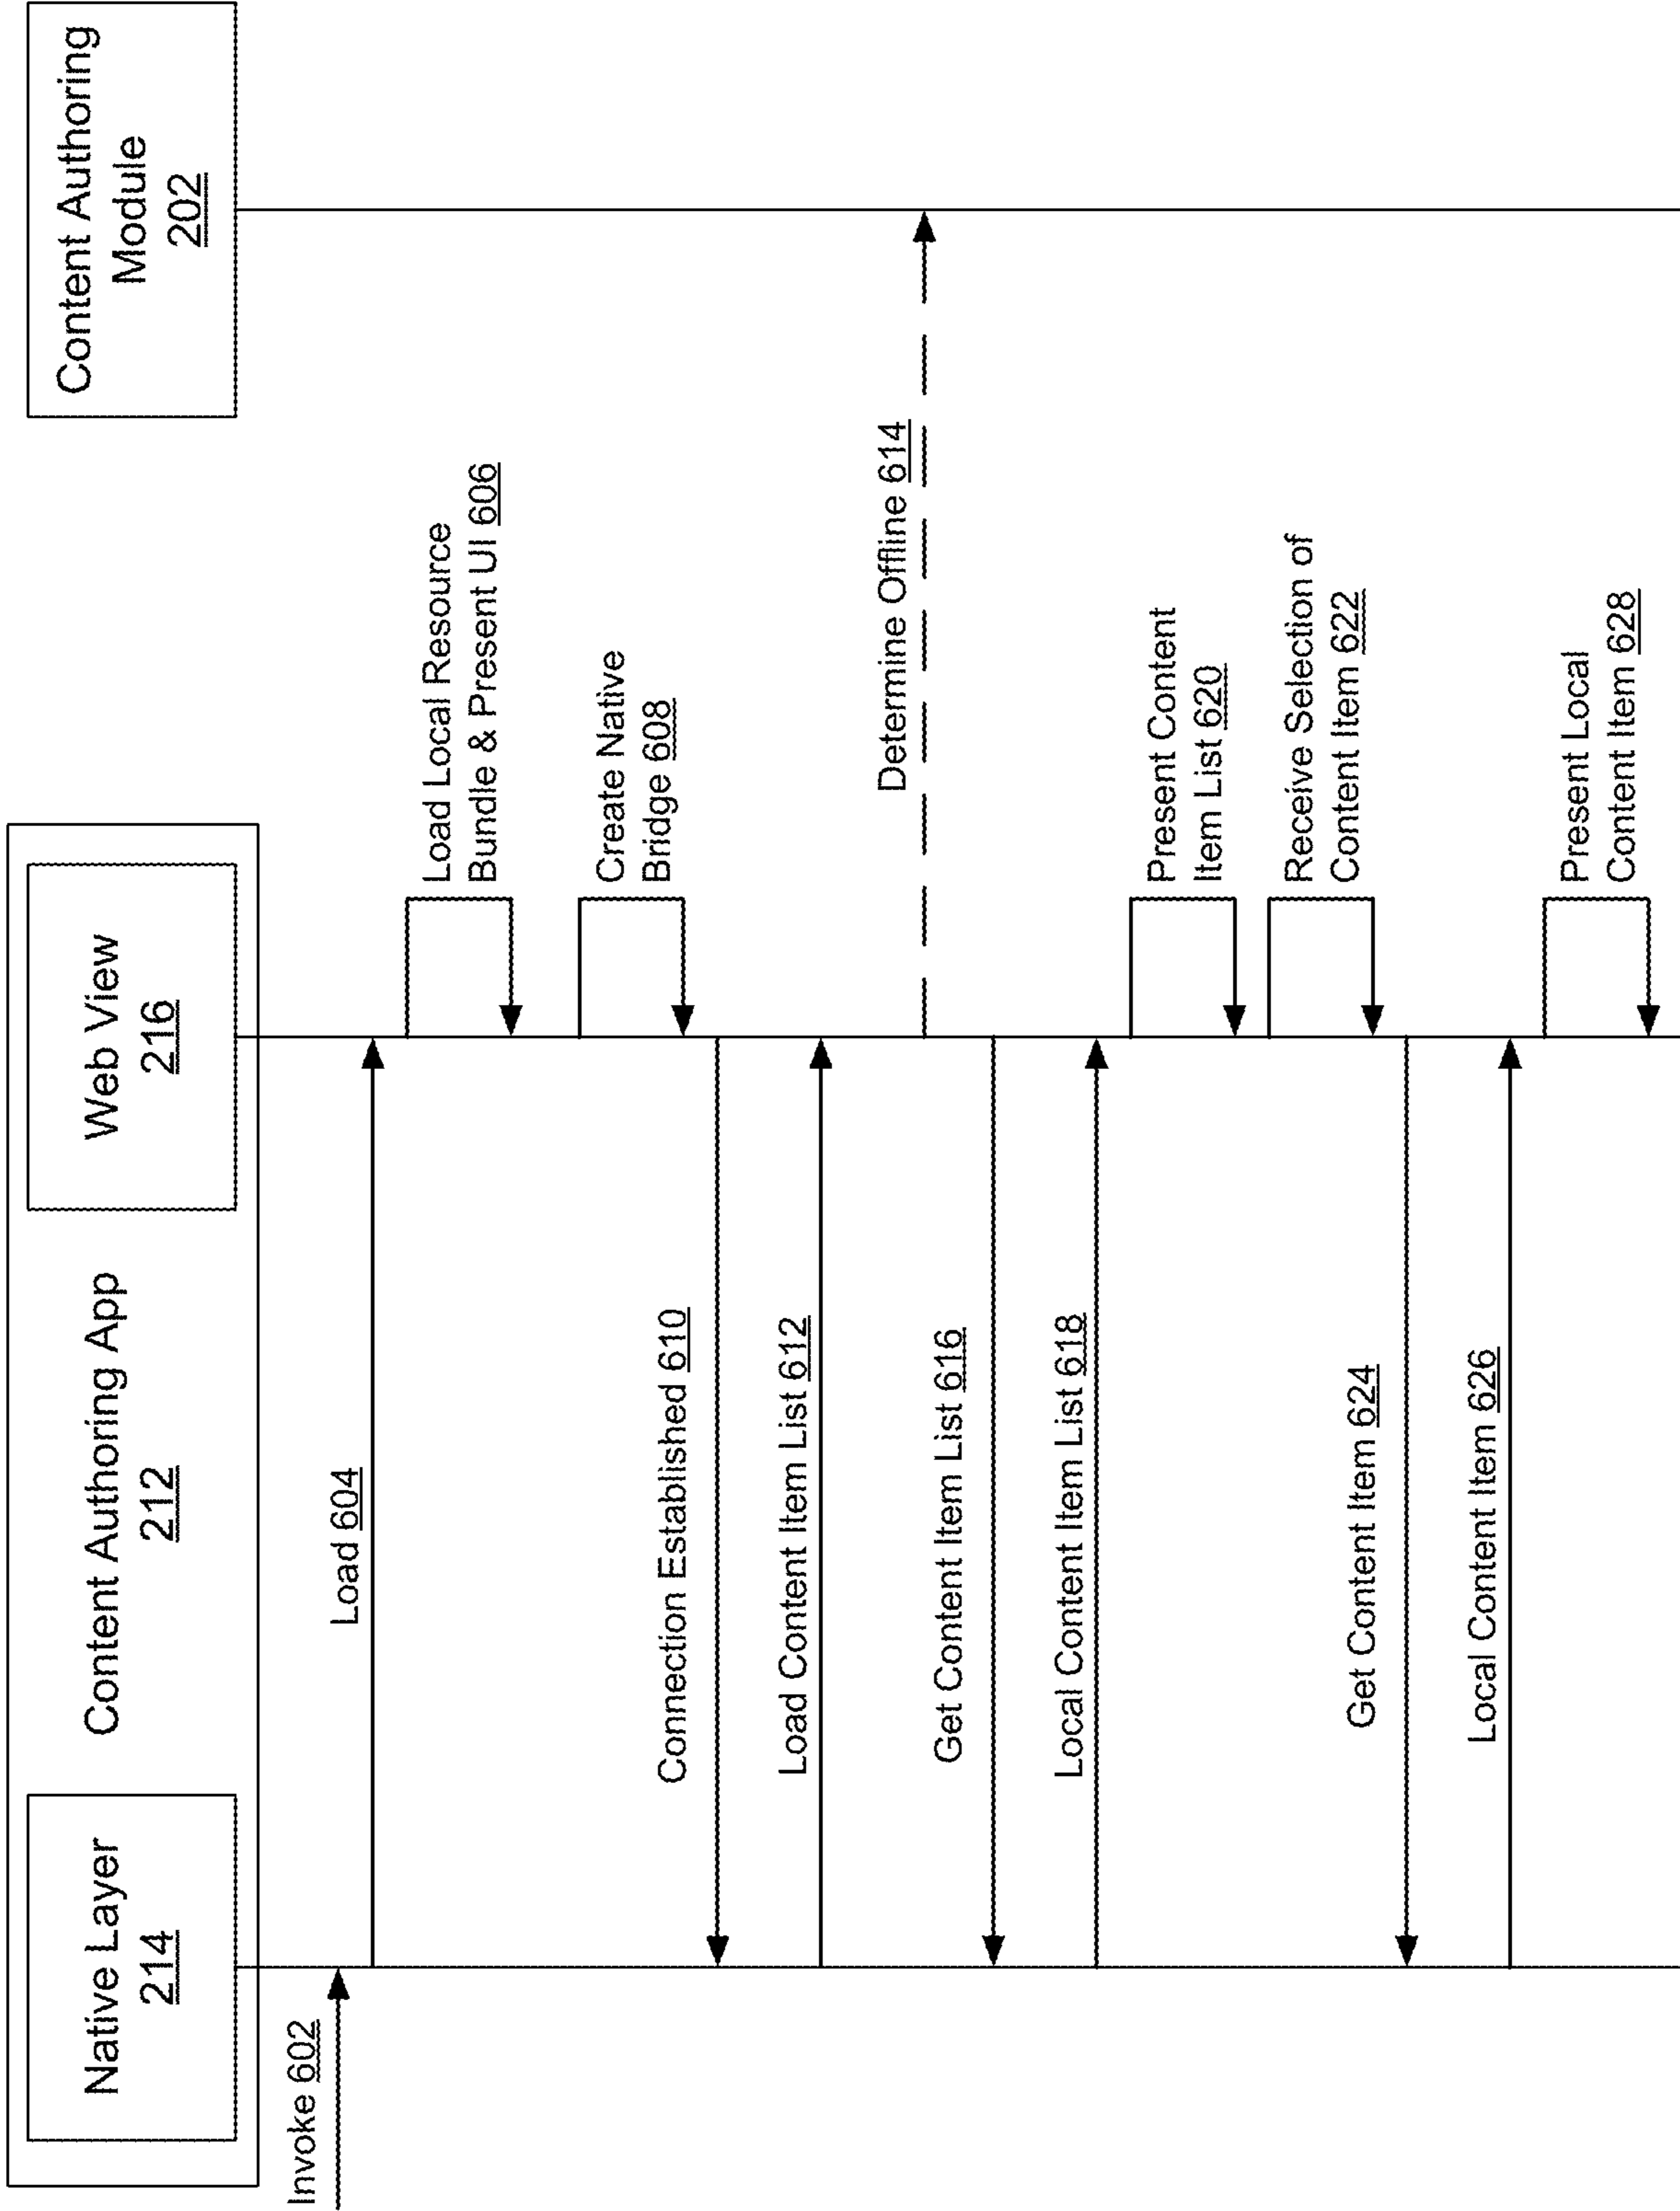 Native Layer
214
Content Authoring App
212
Web View
216
Content Authoring
Module
202
Invoke 602
Load 604
Load Local Resource
Bundle & Present UI 606
Create Native
Bridge 608
Connection Established 610
Load Content Item List 612
Determine Offline 614
Get Content Item List 616
Local Content Item List 618
Present Content
Item List 620
Receive Selection of
Content Item 622
Get Content Item 624
Local Content Item 626
Present Local
Content Item 628